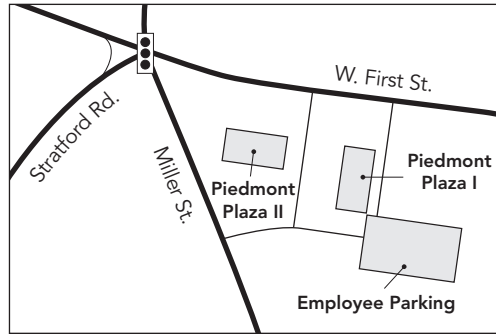 W. First St.
Stratford Rd.
Miller St.
Piedmont
Plaza II
Piedmont
Plaza I
Employee Parking